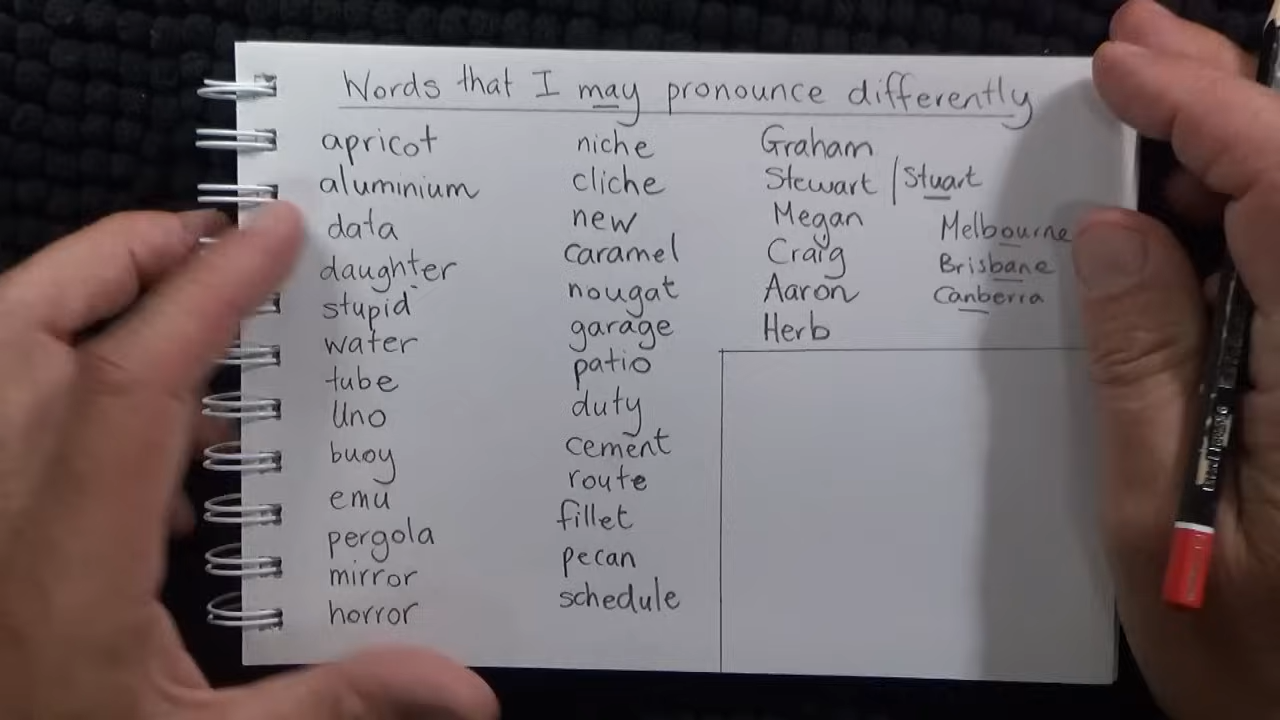 Words that I may pronounce differently
apricot
aluminium
data
daughter
stupid
water
tube
Uno
buoy
emu
pergola
mirror
horror
niche
cliche
new
caramel
nougat
garage
patio
duty
cement
route
fillet
pecan
schedule
Graham
Stewart / Stuart
Megan
Craig
Aaron
Herb
Melbourne
Brisbane
Canberra